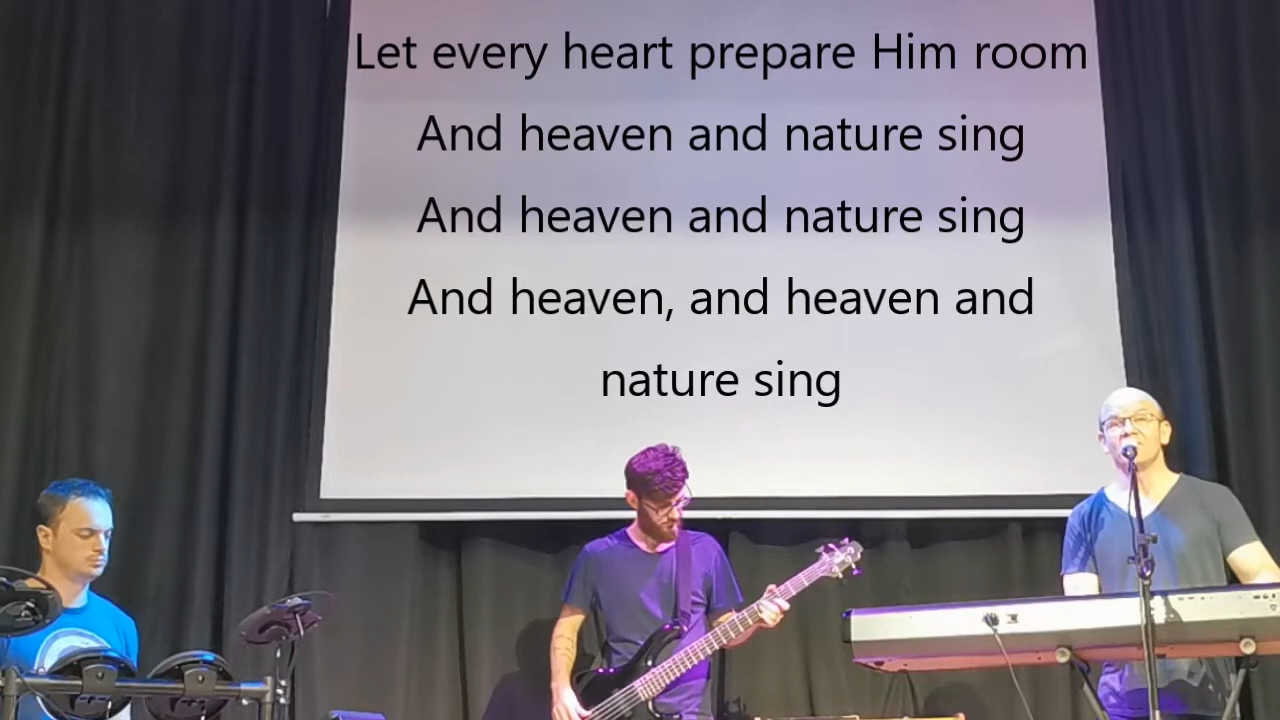 Let every heart prepare Him room
And heaven and nature sing
And heaven and nature sing
And heaven, and heaven and
nature sing